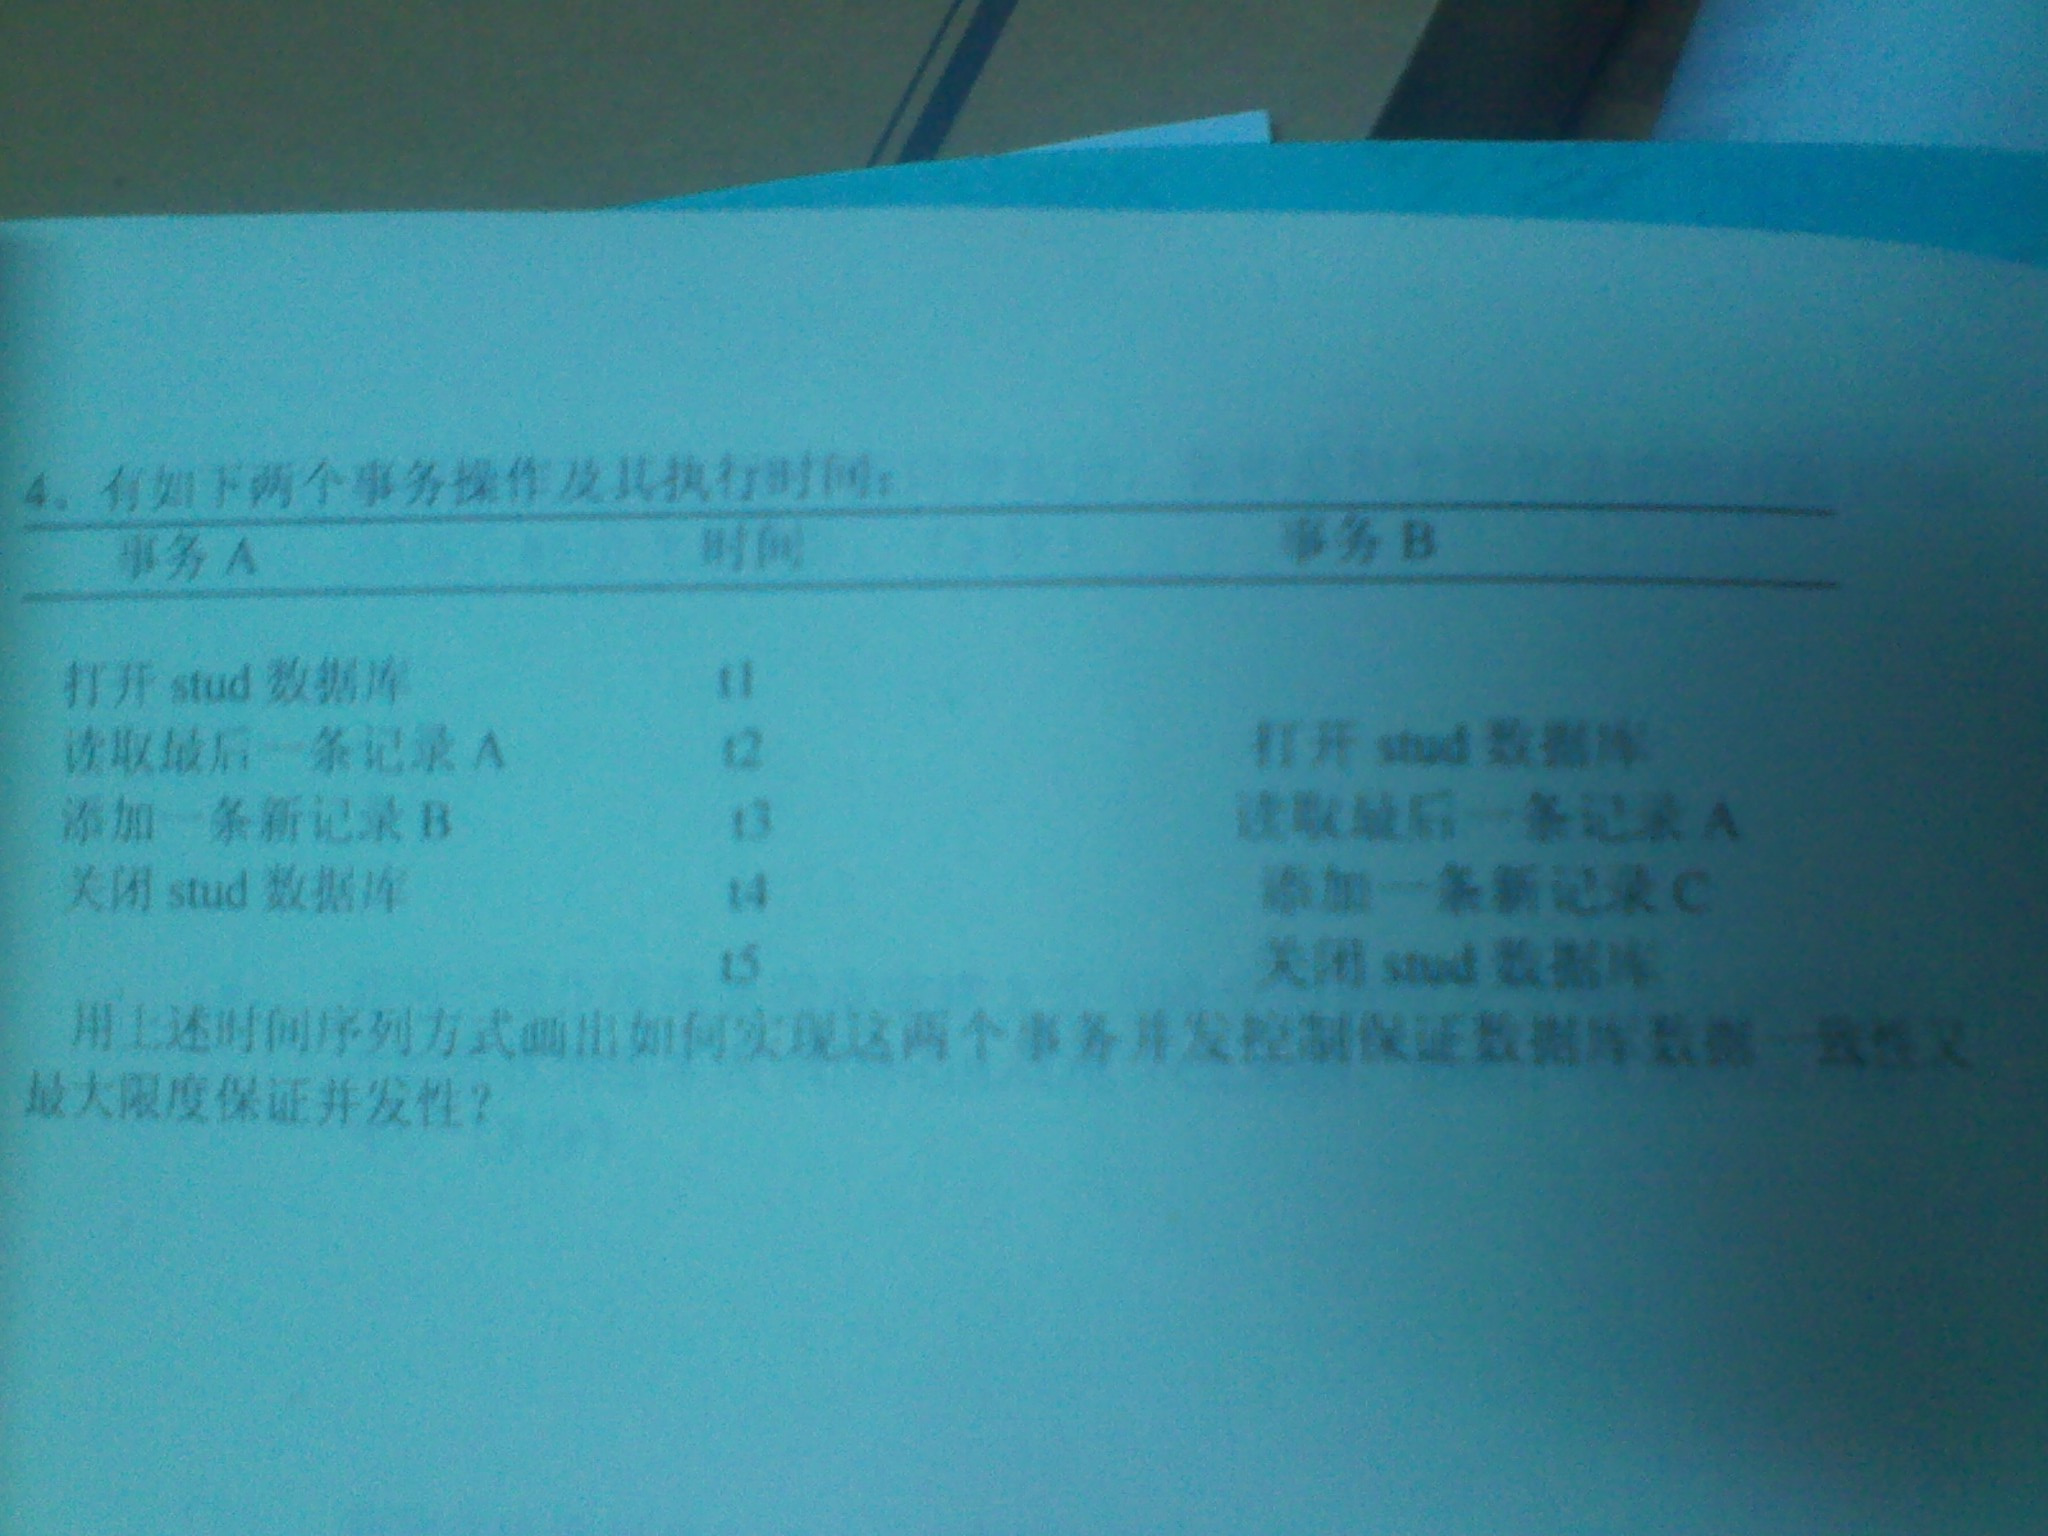 4、有如下两个事务操作及其执行时间：
事务 A 时间 事务 B
打开 stud 数据库 t1
读取最后一条记录 A t2 打开 stud 数据库
添加一条新记录 B t3 读取最后一条记录 A
关闭 stud 数据库 t4 添加一条新记录 C
t5 关闭 stud 数据库
用上述时间序列方式画出如何实现这两个事务并发控制保证数据库数据一致性又
最大限度保证并发性？